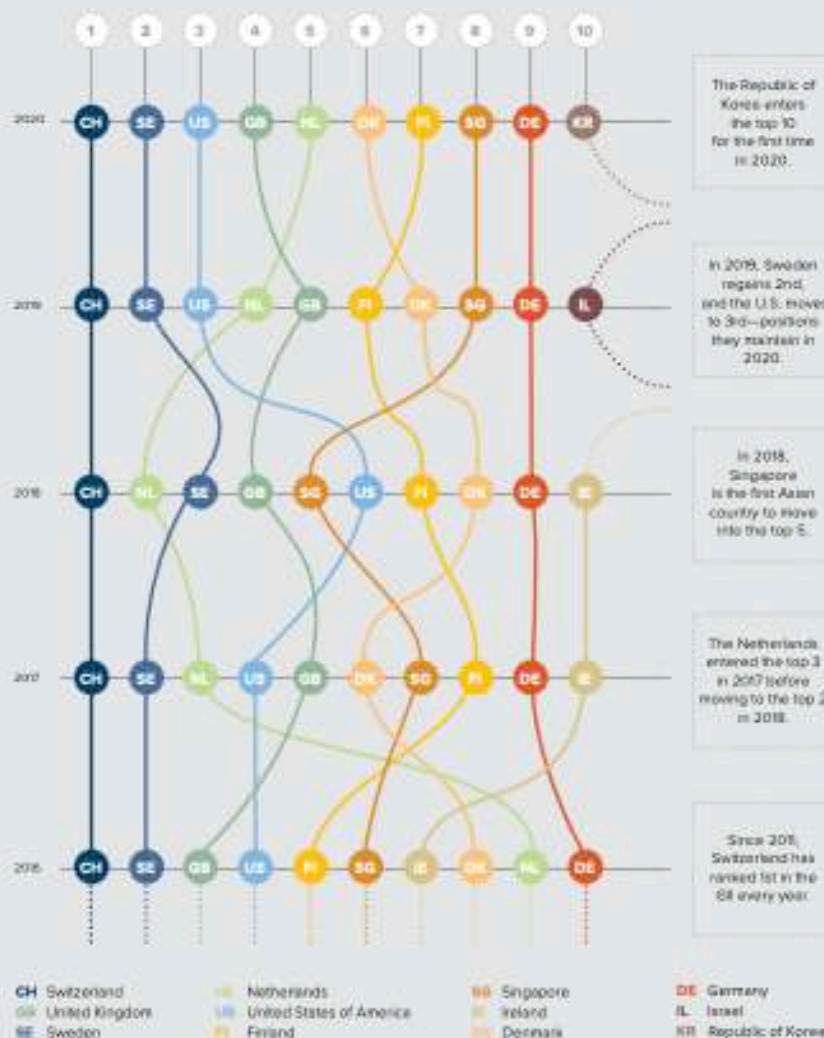 1 2 3 4 5 6 7 8 9 10
2020 CH SE US GB NL DK FI SG DE KR
The Republic of
Korea enters
the top 10
for the first time
in 2020.
2019 CH SE US NL GB FI DK SG DE IL
In 2019, Sweden
regains 2nd,
and the U.S. moves
to 3rd—positions
they maintain in
2020.
2018 CH NL SE GB SG US FI DK DE IE
In 2018,
Singapore
is the first Asian
country to move
into the top 5.
2017 CH SE NL US GB DK SG FI DE IE
The Netherlands
entered the top 3
in 2017 before
moving to the top 2
in 2018.
CH SE GB US FI SG IE DK NL DE
Since 2011,
Switzerland has
ranked 1st in the
GII every year.
CH Switzerland
GB United Kingdom
SE Sweden
NL Netherlands
US United States of America
FI Finland
SG Singapore
IE Ireland
DK Denmark
DE Germany
IL Israel
KR Republic of Korea